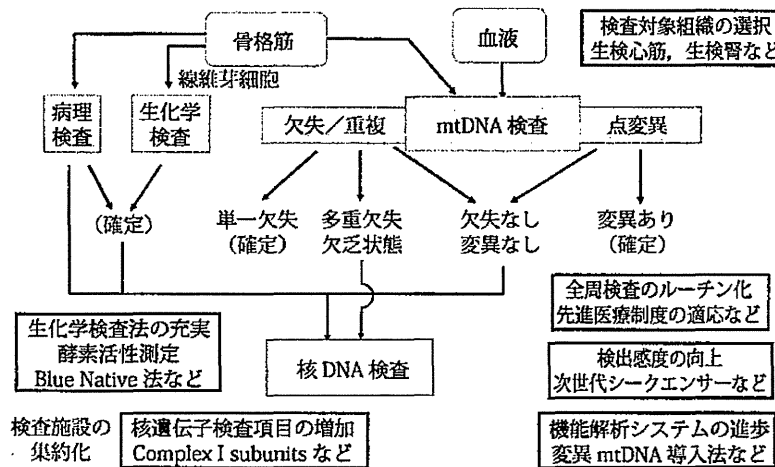 骨格筋
血液
検査対象組織の選択
生検心筋，生検腎など
線維芽細胞
病理
検査
生化学
検査
欠失／重複
mtDNA 検査
点変異
(確定)
単一欠失
(確定)
多重欠失
欠乏状態
欠失なし
変異なし
変異あり
(確定)
全周検査のルーチン化
先進医療制度の適応など
生化学検査法の充実
酵素活性測定
Blue Native 法など
核 DNA 検査
検出感度の向上
次世代シークエンサーなど
検査施設の
集約化
核遺伝子検査項目の増加
Complex I subunits など
機能解析システムの進歩
変異 mtDNA 導入法など